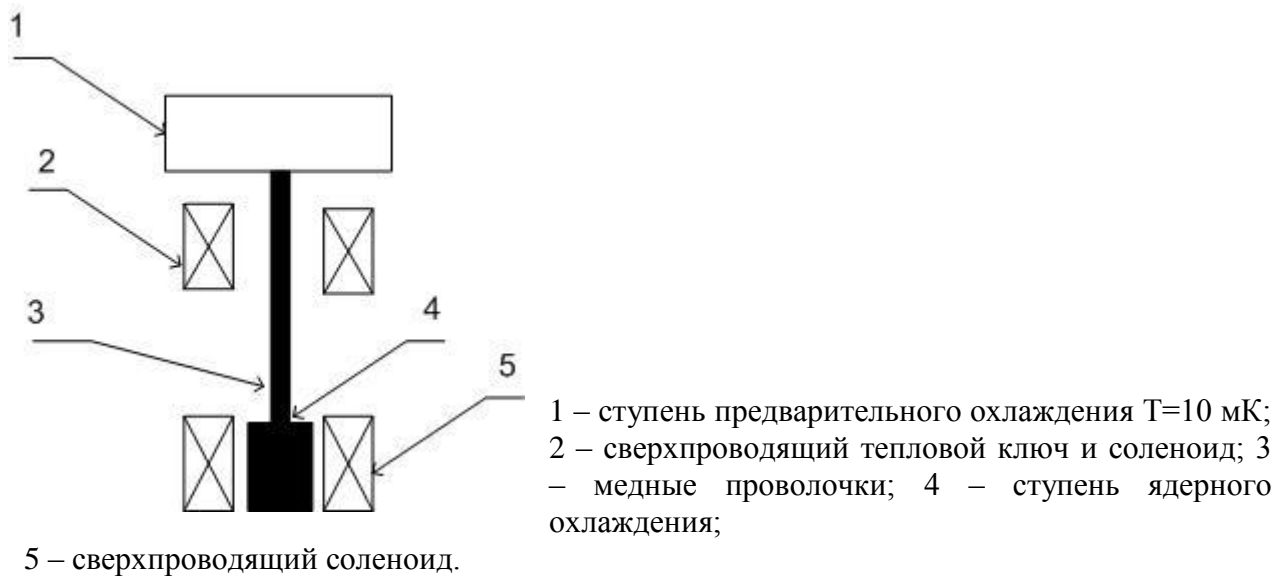 1
2
3
4
5
1 – ступень предварительного охлаждения Т=10 мК;
2 – сверхпроводящий тепловой ключ и соленоид; 3
– медные проволочки; 4 – ступень ядерного
охлаждения;
5 – сверхпроводящий соленоид.